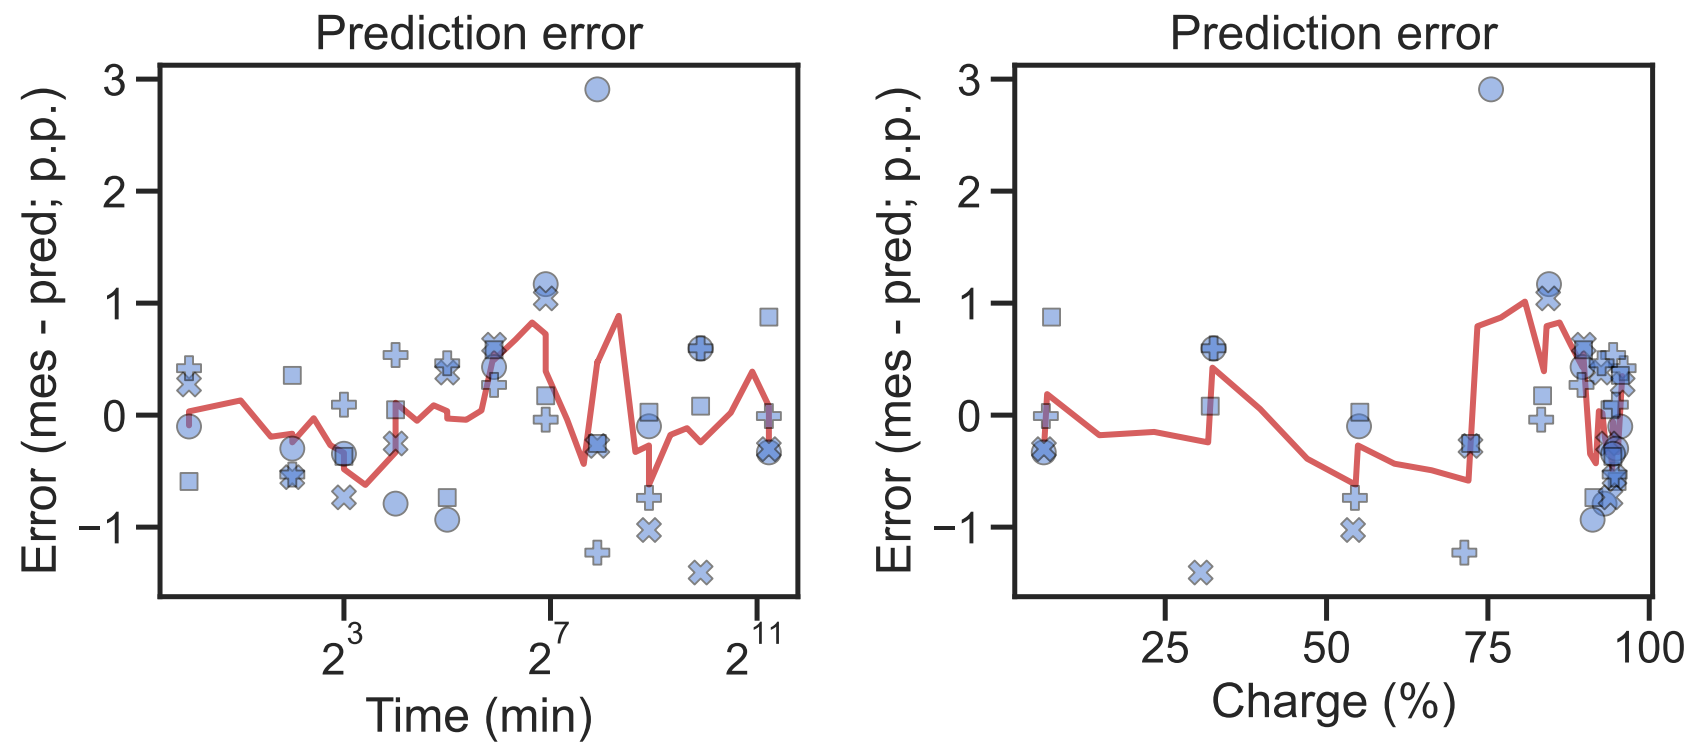 Prediction error
3
2
1
0
−1
Error (mes - pred; p.p.)
2^3
2^7
2^11
Time (min)
Prediction error
3
2
1
0
−1
Error (mes - pred; p.p.)
25
50
75
100
Charge (%)